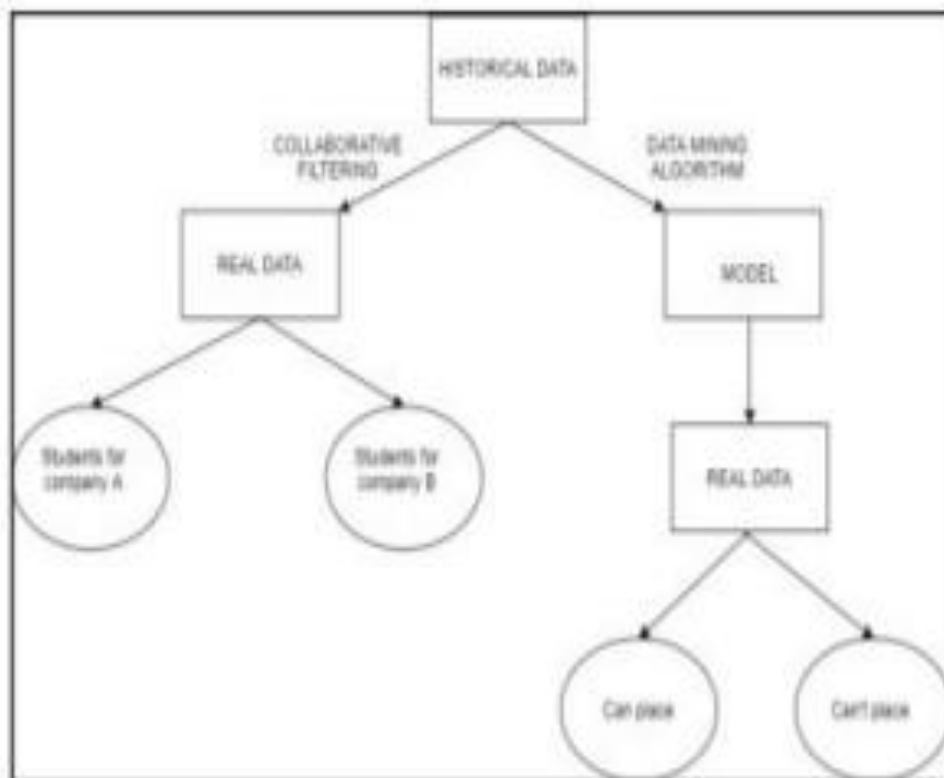 HISTORICAL DATA
COLLABORATIVE
FILTERING
DATA MINING
ALGORITHM
REAL DATA
MODEL
Students for
company A
Students for
company B
REAL DATA
Can place
Can't place